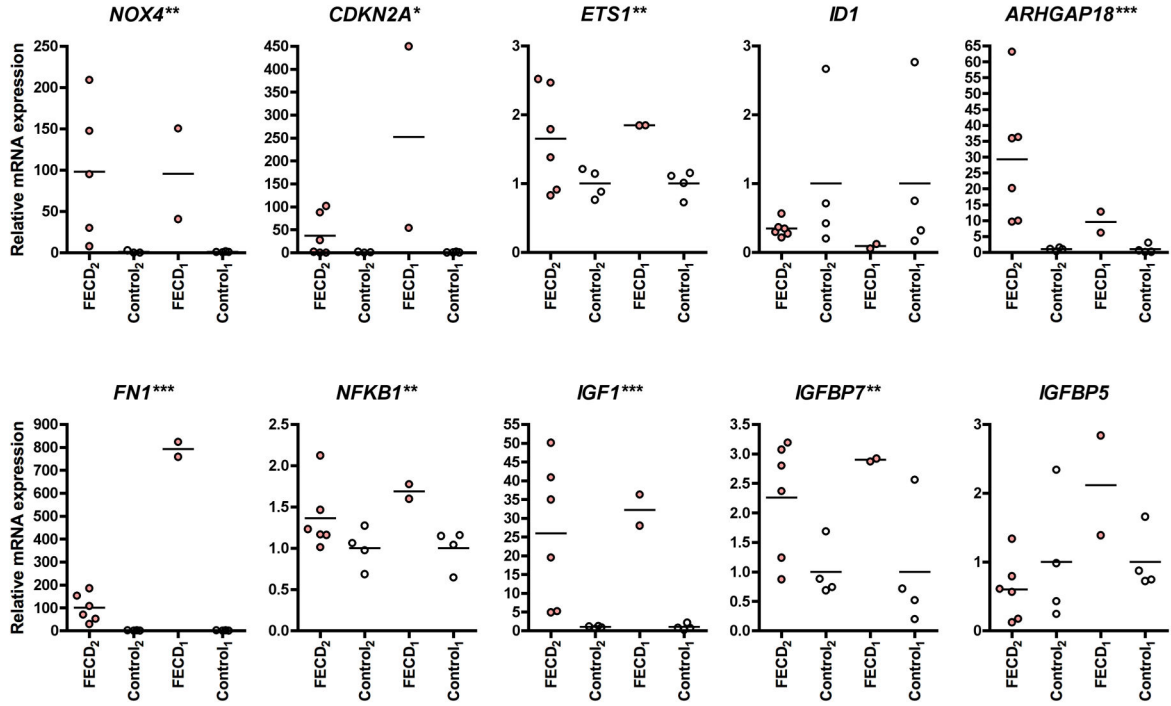 NOX4** CDKN2A* ETS1** ID1 ARHGAP18***
Relative mRNA expression
250 200 150 100 50 0
450 400 350 300 250 200 150 100 50 0
3 2 1 0
3 2 1 0
65 60 55 50 45 40 35 30 25 20 15 10 5 0
FECD₂ Control₂ FECD₁ Control₁
FECD₂ Control₂ FECD₁ Control₁
FECD₂ Control₂ FECD₁ Control₁
FECD₂ Control₂ FECD₁ Control₁
FECD₂ Control₂ FECD₁ Control₁
FN1*** NFKB1** IGF1*** IGFBP7** IGFBP5
Relative mRNA expression
900 800 700 600 500 400 300 200 100 0
2.5 2.0 1.5 1.0 0.5 0.0
55 50 45 40 35 30 25 20 15 10 5 0
3.5 3.0 2.5 2.0 1.5 1.0 0.5 0.0
3 2 1 0
FECD₂ Control₂ FECD₁ Control₁
FECD₂ Control₂ FECD₁ Control₁
FECD₂ Control₂ FECD₁ Control₁
FECD₂ Control₂ FECD₁ Control₁
FECD₂ Control₂ FECD₁ Control₁